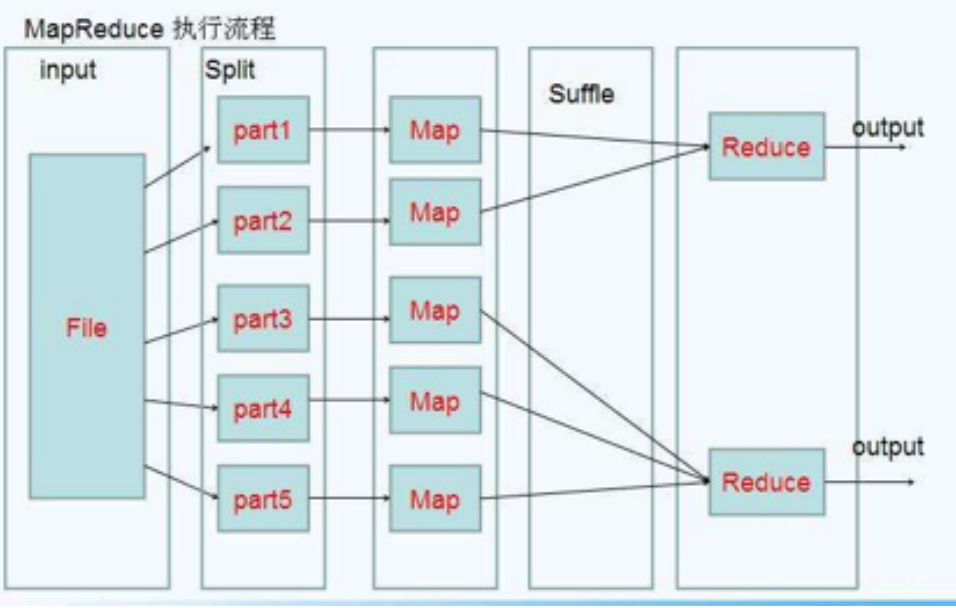 MapReduce 执行流程
input
Split
Suffle
File
part1
part2
part3
part4
part5
Map
Map
Map
Map
Map
Reduce
output
Reduce
output